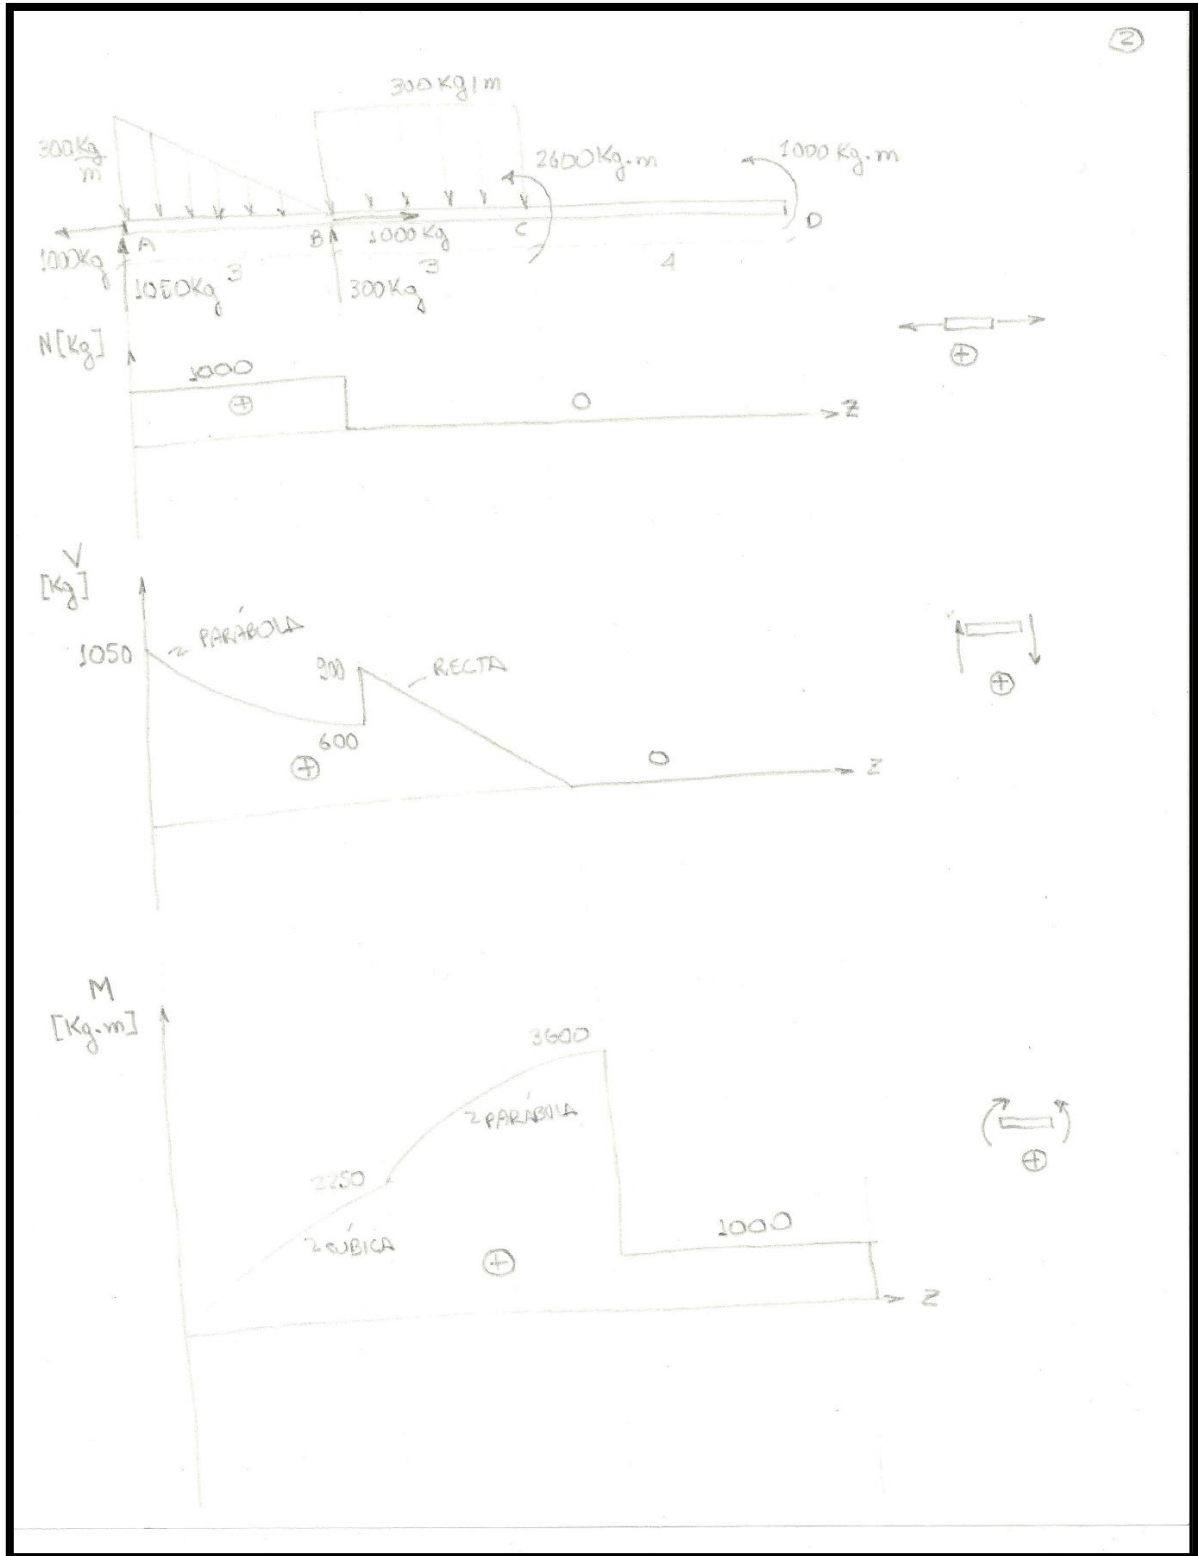 2
300 Kg/m
300 Kg
m
2600 Kg.m
1000 Kg.m
A
B
1000 Kg
C
D
1000 Kg
3
3
4
1050 Kg
300 Kg
N [Kg]
+
1000
+
0
Z
V
[Kg]
PARÁBOLA
1050
900
RECTA
+
600
+
0
Z
M
[Kg.m]
3600
PARÁBOLA
2250
+
CÚBICA
+
1000
Z